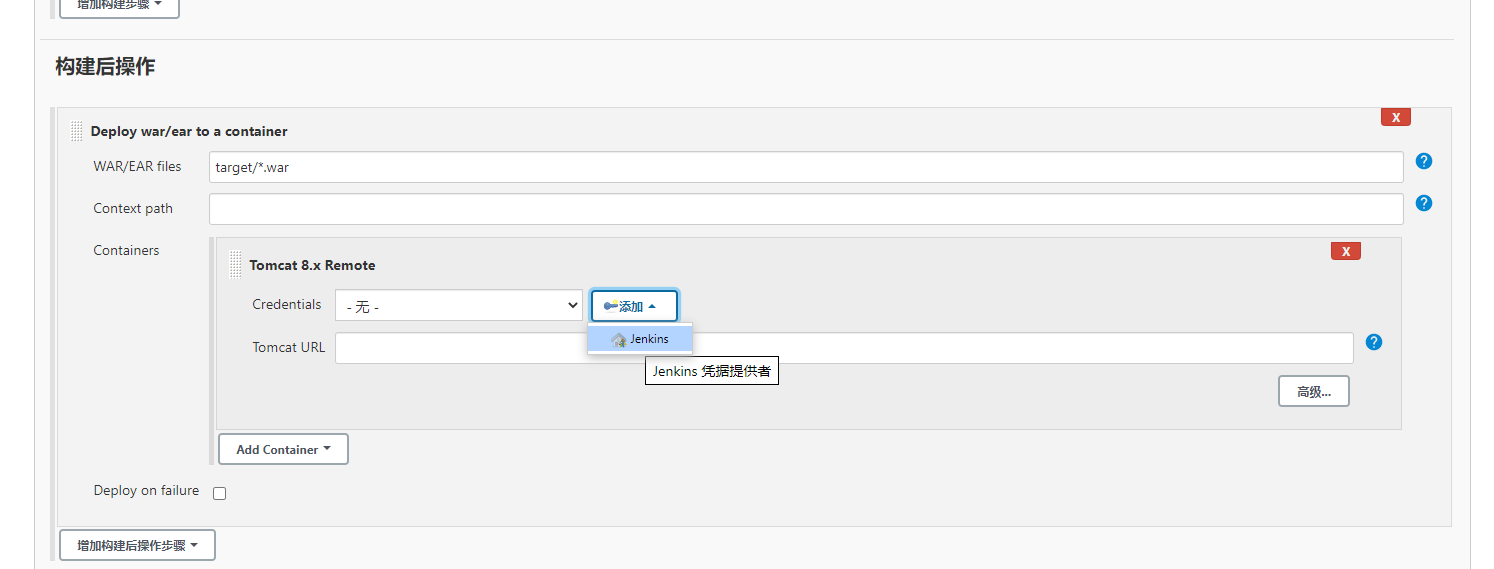 增加构建步骤
构建后操作
Deploy war/ear to a container
X
WAR/EAR files
target/*.war
?
Context path
?
Containers
Tomcat 8.x Remote
X
Credentials
- 无 -
添加
Jenkins
Tomcat URL
?
Jenkins 凭据提供者
高级...
Add Container
Deploy on failure
增加构建后操作步骤